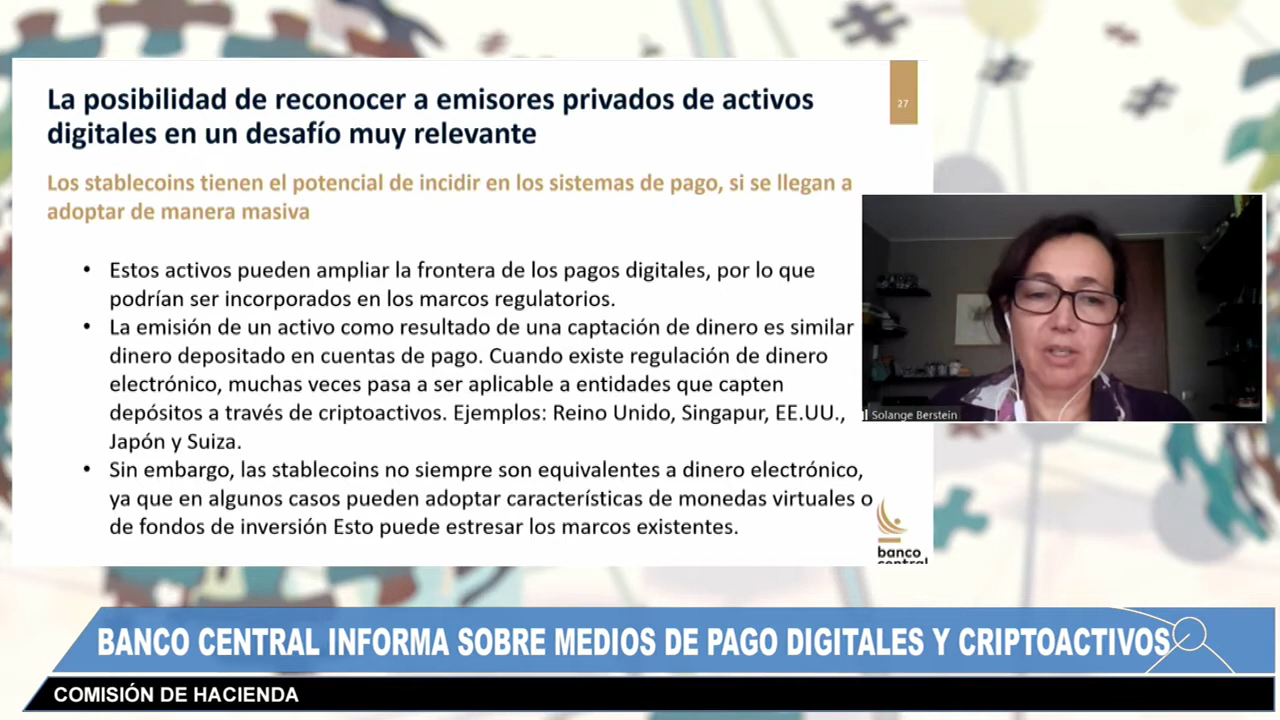 La posibilidad de reconocer a emisores privados de activos
digitales en un desafío muy relevante
27
Los stablecoins tienen el potencial de incidir en los sistemas de pago, si se llegan a
adoptar de manera masiva
• Estos activos pueden ampliar la frontera de los pagos digitales, por lo que
podrían ser incorporados en los marcos regulatorios.
• La emisión de un activo como resultado de una captación de dinero es similar
dinero depositado en cuentas de pago. Cuando existe regulación de dinero
electrónico, muchas veces pasa a ser aplicable a entidades que capten
depósitos a través de criptoactivos. Ejemplos: Reino Unido, Singapur, EE.UU.,
Japón y Suiza.
• Sin embargo, las stablecoins no siempre son equivalentes a dinero electrónico,
ya que en algunos casos pueden adoptar características de monedas virtuales o
de fondos de inversión Esto puede estresar los marcos existentes.
banco
central
Solange Berstein
BANCO CENTRAL INFORMA SOBRE MEDIOS DE PAGO DIGITALES Y CRIPTOACTIVOS
COMISIÓN DE HACIENDA